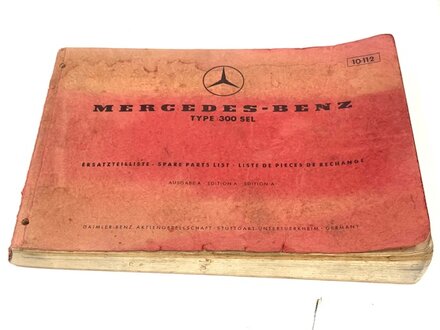 10-112
MERCEDES-BENZ
TYPE 300 SEL
ERSATZTEILLISTE · SPARE PARTS LIST · LISTE DE PIECES DE RECHANGE
AUSGABE A · EDITION A · EDITION A
DAIMLER-BENZ AKTIENGESELLSCHAFT · STUTTGART-UNTERTUERKHEIM · GERMANY